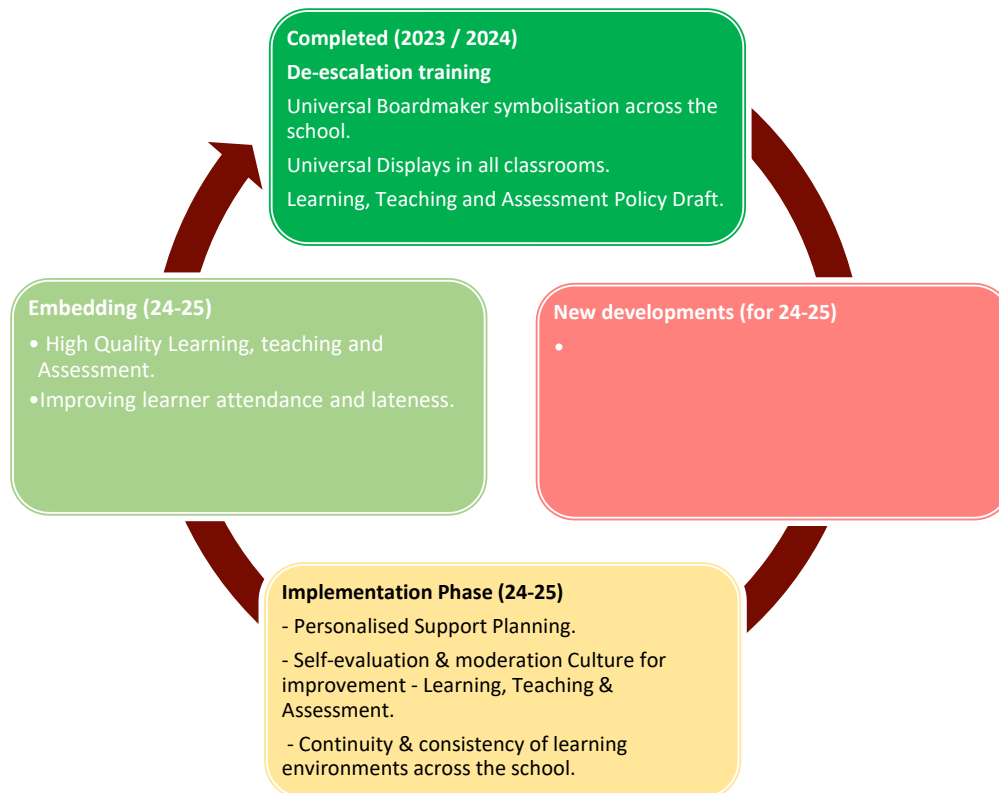 Completed (2023 / 2024)
De-escalation training
Universal Boardmaker symbolisation across the
school.
Universal Displays in all classrooms.
Learning, Teaching and Assessment Policy Draft.
Embedding (24-25)
• High Quality Learning, teaching and
Assessment.
•Improving learner attendance and lateness.
New developments (for 24-25)
•
Implementation Phase (24-25)
- Personalised Support Planning.
- Self-evaluation & moderation Culture for
improvement - Learning, Teaching &
Assessment.
- Continuity & consistency of learning
environments across the school.